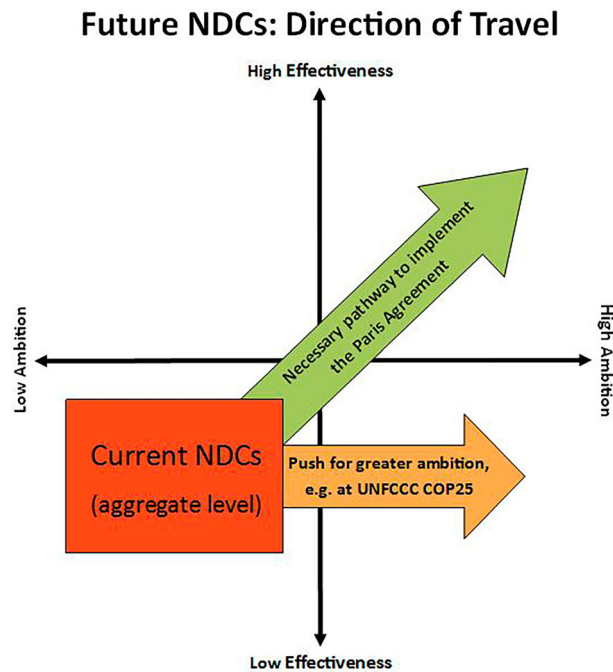 Future NDCs: Direction of Travel
High Effectiveness
Necessary pathway to implement
the Paris Agreement
Low Ambition
High Ambition
Current NDCs
(aggregate level)
Push for greater ambition,
e.g. at UNFCCC COP25
Low Effectiveness